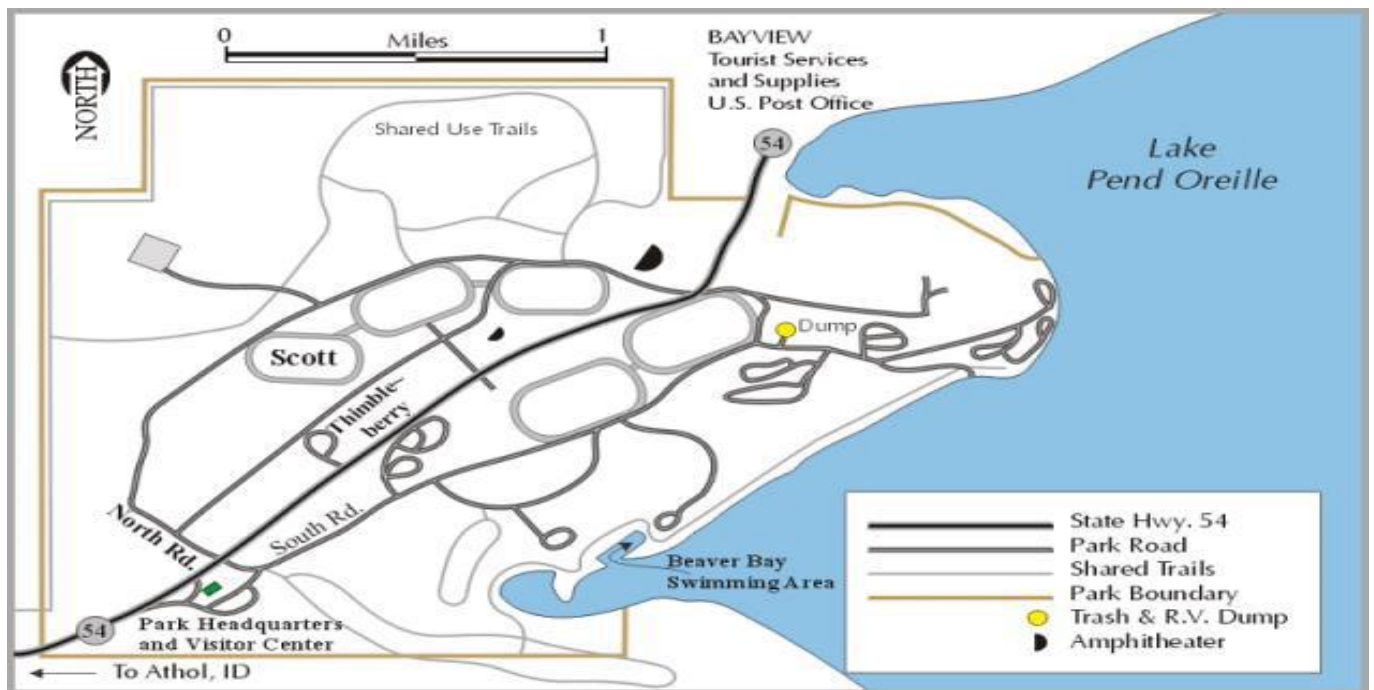 0 Miles 1
NORTH
BAYVIEW
Tourist Services
and Supplies
U.S. Post Office
Shared Use Trails
54
Lake
Pend Oreille
Dump
Scott
Thimble–
berry
North Rd.
South Rd.
Beaver Bay
Swimming Area
Park Headquarters
and Visitor Center
54
To Athol, ID
State Hwy. 54
Park Road
Shared Trails
Park Boundary
Trash & R.V. Dump
Amphitheater